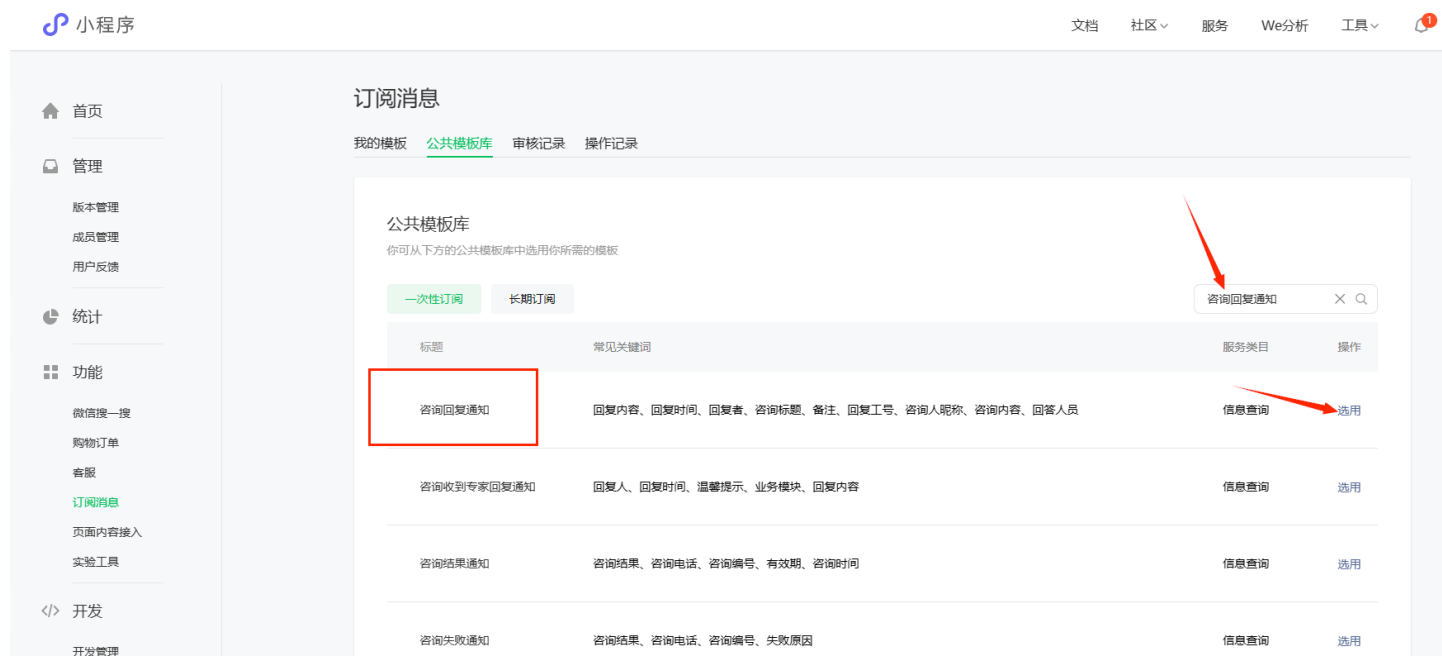 小程序
文档 社区 服务 We分析 工具 1
首页
管理
版本管理
成员管理
用户反馈
统计
功能
微信搜一搜
购物订单
客服
订阅消息
页面内容接入
实验工具
开发
开发管理
订阅消息
我的模板 公共模板库 审核记录 操作记录
公共模板库
你可从下方的公共模板库中选用你所需的模板
一次性订阅 长期订阅 咨询回复通知
标题 常见关键词 服务类目 操作
咨询回复通知 回复内容、回复时间、回复者、咨询标题、备注、回复工号、咨询人昵称、咨询内容、回答人员 信息查询 选用
咨询收到专家回复通知 回复人、回复时间、温馨提示、业务模块、回复内容 信息查询 选用
咨询结果通知 咨询结果、咨询电话、咨询编号、有效期、咨询时间 信息查询 选用
咨询失败通知 咨询结果、咨询电话、咨询编号、失败原因 信息查询 选用